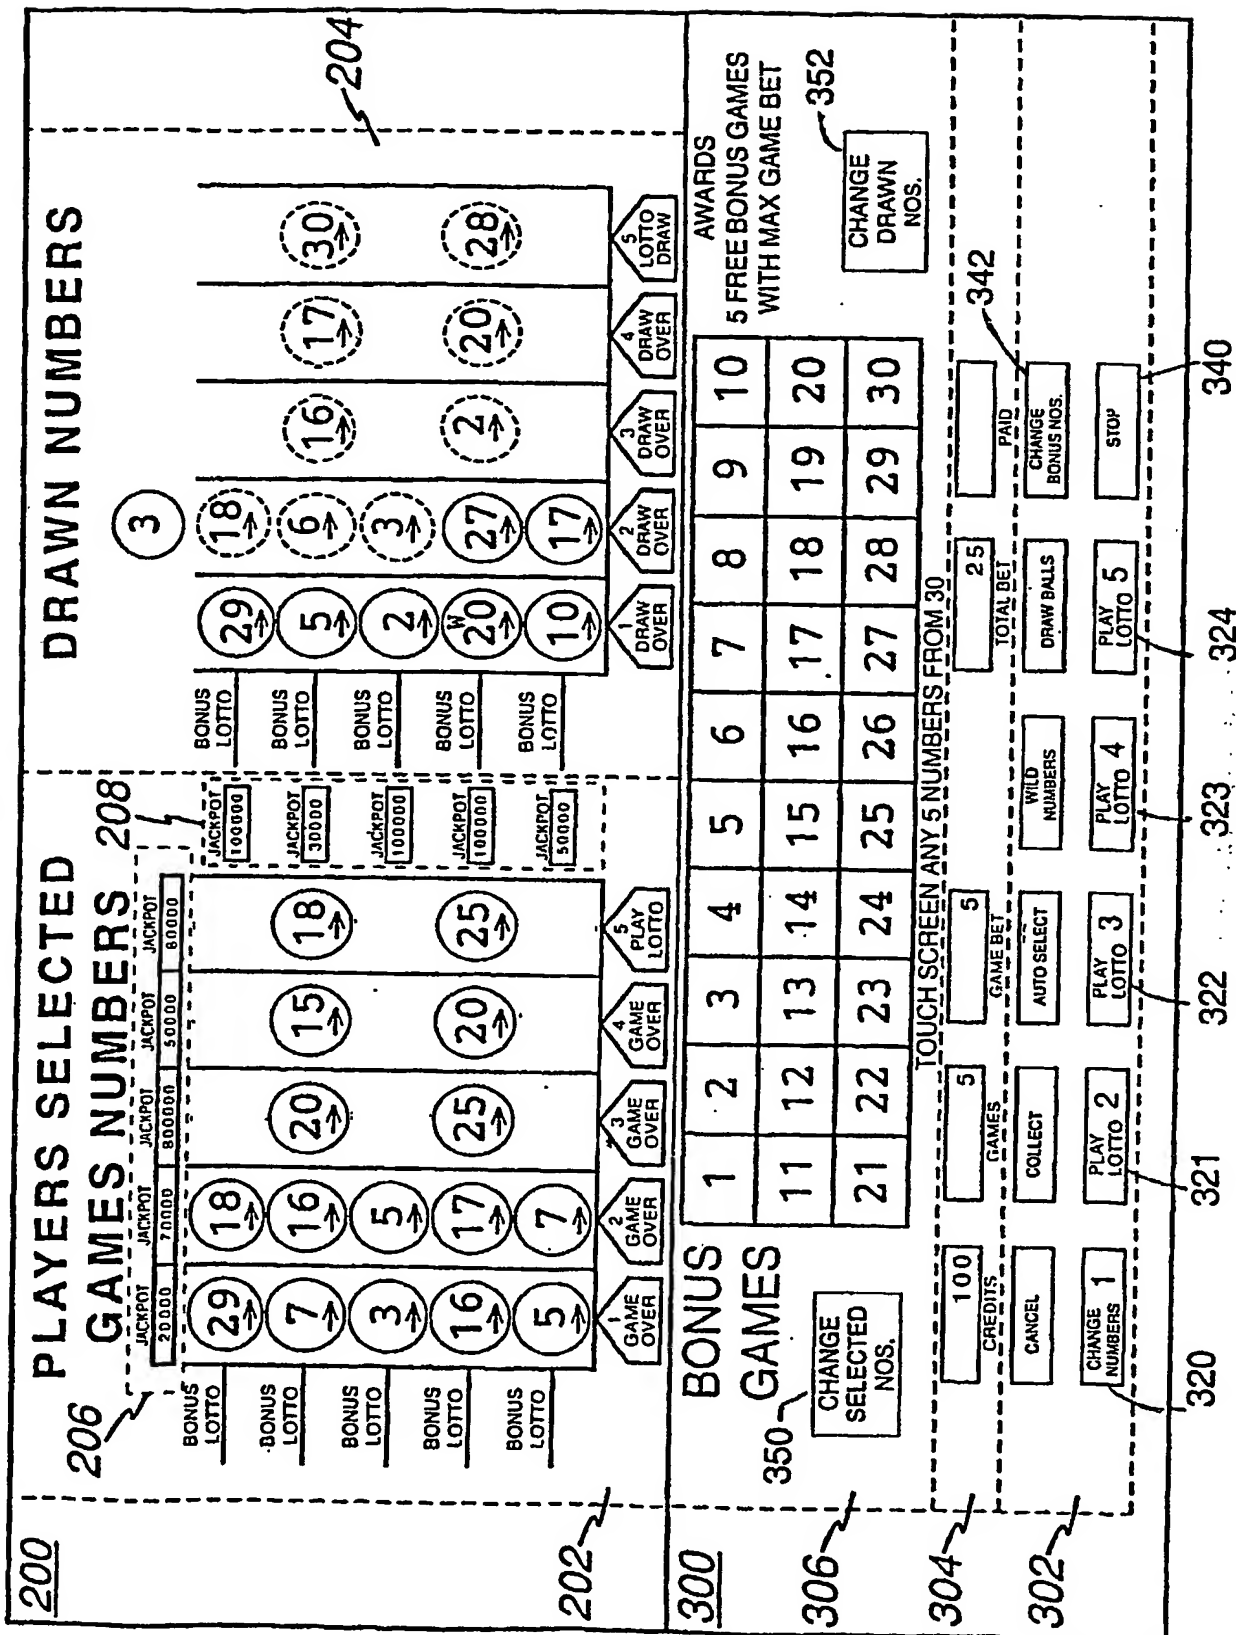 200
PLAYERS SELECTED
GAMES NUMBERS
206
208
JACKPOT JACKPOT JACKPOT JACKPOT JACKPOT
20000 70000 800000 50000 80000
BONUS LOTTO
29 18
BONUS LOTTO
7 16 20 15 18
BONUS LOTTO
3 5
BONUS LOTTO
16 17 25 20 25
BONUS LOTTO
5 7
1 GAME OVER
2 GAME OVER
3 GAME OVER
4 GAME OVER
5 PLAY LOTTO
202
JACKPOT
100000
JACKPOT
30000
JACKPOT
100000
JACKPOT
100000
JACKPOT
50000
DRAWN NUMBERS
3
204
BONUS LOTTO
29 18
BONUS LOTTO
5 6 16 17 30
BONUS LOTTO
2 3
BONUS LOTTO
W 20 27 2 20 28
BONUS LOTTO
10 17
1 DRAW OVER
2 DRAW OVER
3 DRAW OVER
4 DRAW OVER
5 LOTTO DRAW
300
BONUS
GAMES
350
CHANGE
SELECTED
NOS.
306
1 2 3 4 5 6 7 8 9 10
11 12 13 14 15 16 17 18 19 20
21 22 23 24 25 26 27 28 29 30
TOUCH SCREEN ANY 5 NUMBERS FROM 30
AWARDS
5 FREE BONUS GAMES
WITH MAX GAME BET
CHANGE
DRAWN
NOS.
352
304
100 5 5 25
CREDITS GAMES GAME BET TOTAL BET PAID
342
302
CANCEL
COLLECT
AUTO SELECT
WILD
NUMBERS
DRAW BALLS
CHANGE
BONUS NOS.
CHANGE
NUMBERS 1
PLAY
LOTTO 2
PLAY
LOTTO 3
PLAY
LOTTO 4
PLAY
LOTTO 5
STOP
320 321 322 323 324 340